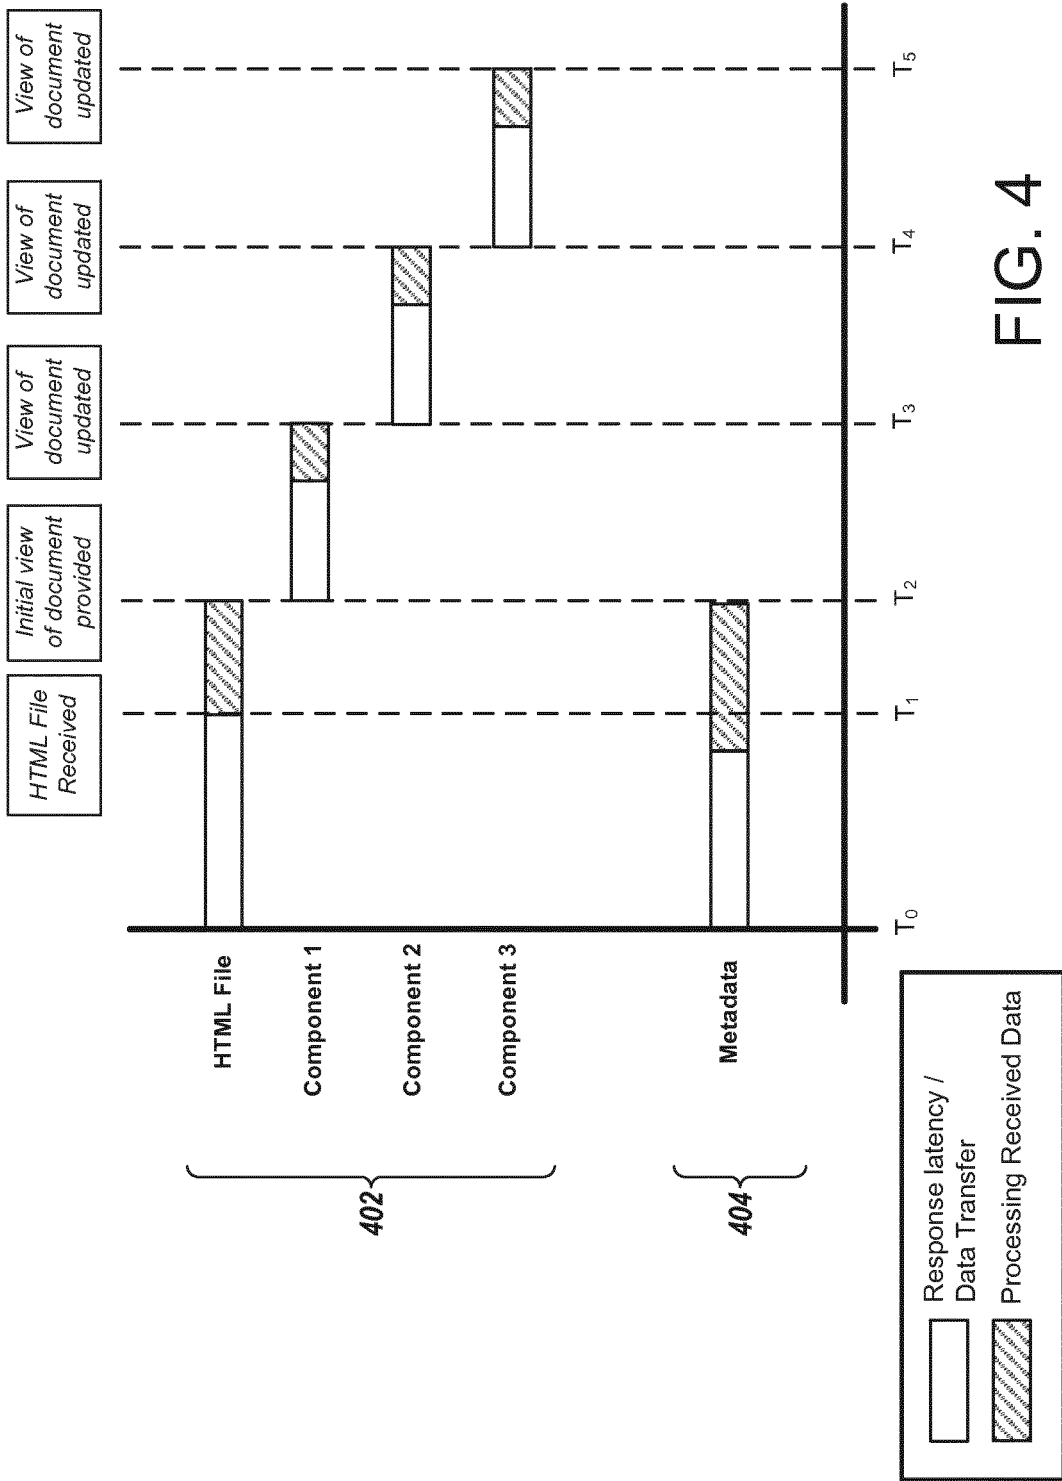 HTML File
Received
Initial view
of document
provided
View of
document
updated
View of
document
updated
View of
document
updated
402
HTML File
Component 1
Component 2
Component 3
404
Metadata
T0
T1
T2
T3
T4
T5
Response latency /
Data Transfer
Processing Received Data
FIG. 4